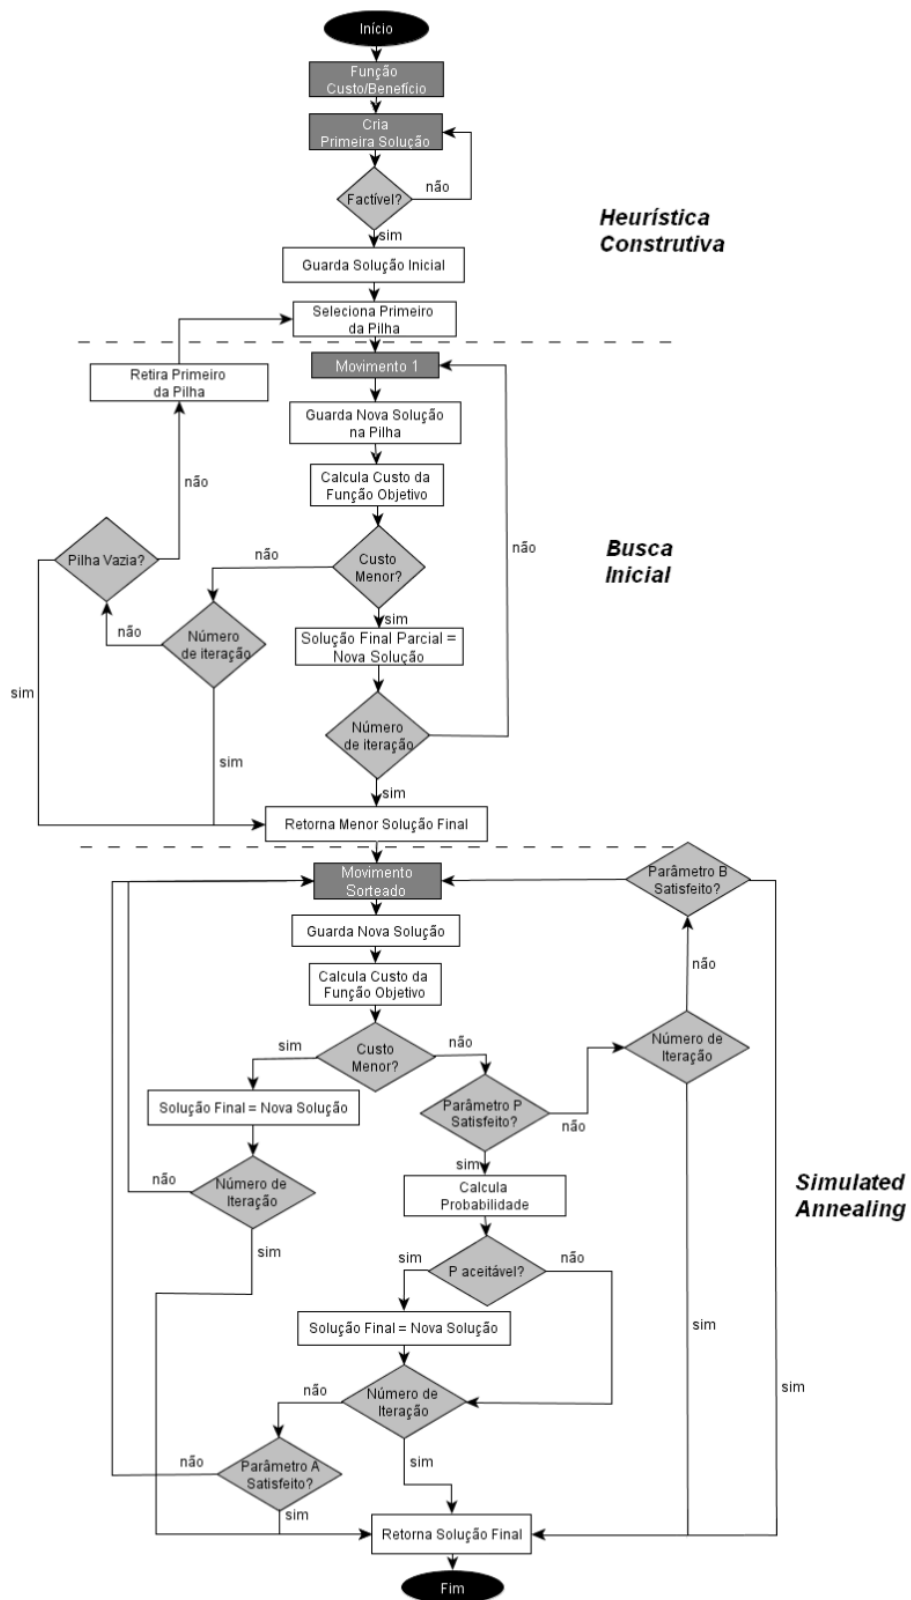 Início
Função
Custo/Benefício
Cria
Primeira Solução
não
Factível?
sim
Heurística
Construtiva
Guarda Solução Inicial
Seleciona Primeiro
da Pilha
Retira Primeiro
da Pilha
Movimento 1
Guarda Nova Solução
na Pilha
não
Calcula Custo da
Função Objetivo
Pilha Vazia?
não
Custo
Menor?
não
Busca
Inicial
sim
não
Número
de iteração
Solução Final Parcial =
Nova Solução
sim
Número
de iteração
sim
sim
Retorna Menor Solução Final
Movimento
Sorteado
Parâmetro B
Satisfeito?
Guarda Nova Solução
não
Calcula Custo da
Função Objetivo
sim
Custo
Menor?
não
Número de
Iteração
Solução Final = Nova Solução
Parâmetro P
Satisfeito?
não
sim
não
Número de
Iteração
Calcula
Probabilidade
Simulated
Annealing
sim
sim
não
P aceitável?
Solução Final = Nova Solução
sim
não
Número de
Iteração
sim
não
Parâmetro A
Satisfeito?
sim
sim
Retorna Solução Final
Fim